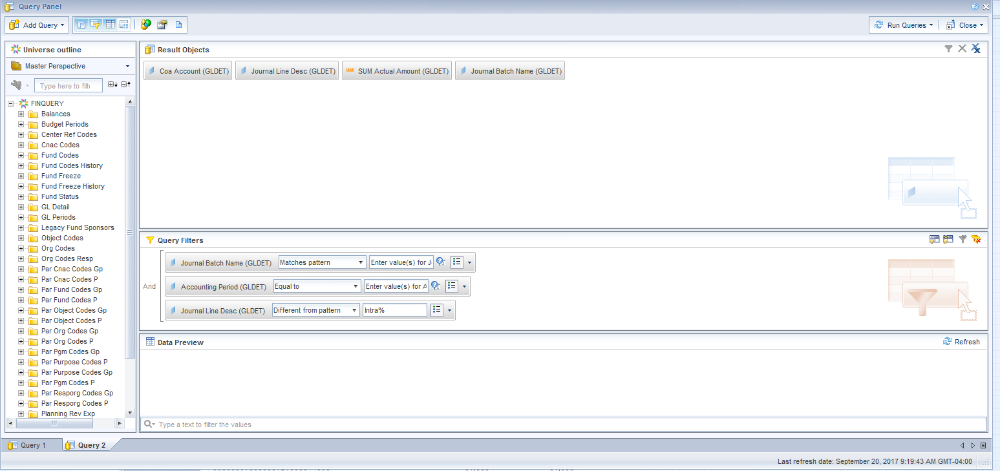 Query Panel
Add Query
Run Queries
Close
Universe outline
Master Perspective
Type here to filt
FINQUERY
Balances
Budget Periods
Center Ref Codes
Cnac Codes
Fund Codes
Fund Codes History
Fund Freeze
Fund Freeze History
Fund Status
GL Detail
GL Periods
Legacy Fund Sponsors
Object Codes
Org Codes
Org Codes Resp
Par Cnac Codes Gp
Par Cnac Codes P
Par Fund Codes Gp
Par Fund Codes P
Par Object Codes Gp
Par Object Codes P
Par Org Codes Gp
Par Org Codes P
Par Pgm Codes Gp
Par Purpose Codes P
Par Purpose Codes Gp
Par Pgm Codes P
Par Resporg Codes Gp
Par Resporg Codes P
Planning Rev Exp
Result Objects
Coa Account (GLDET) Journal Line Desc (GLDET) SUM Actual Amount (GLDET) Journal Batch Name (GLDET)
Query Filters
And
Journal Batch Name (GLDET) Matches pattern Enter value(s) for J
Accounting Period (GLDET) Equal to Enter value(s) for A
Journal Line Desc (GLDET) Different from pattern Intra%
Data Preview
Refresh
Type a text to filter the values
Query 1
Query 2
Last refresh date: September 20, 2017 9:19:43 AM GMT-04:00